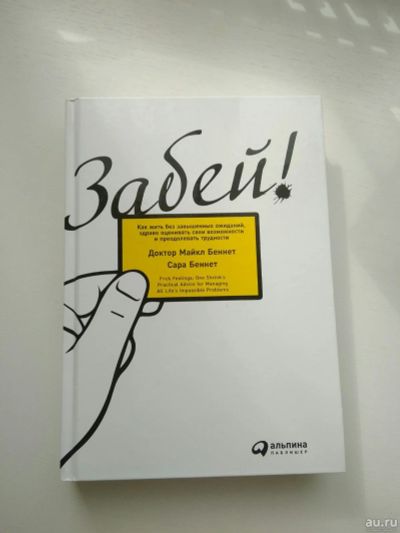 Забей!
Как жить без завышенных ожиданий,
здраво оценивать свои возможности
и преодолевать трудности
Доктор Майкл Беннет
Сара Беннет
F*ck Feelings: One Shrink's
Practical Advice for Managing
All Life's Impossible Problems
альпина
ПАБЛИШЕР
au.ru